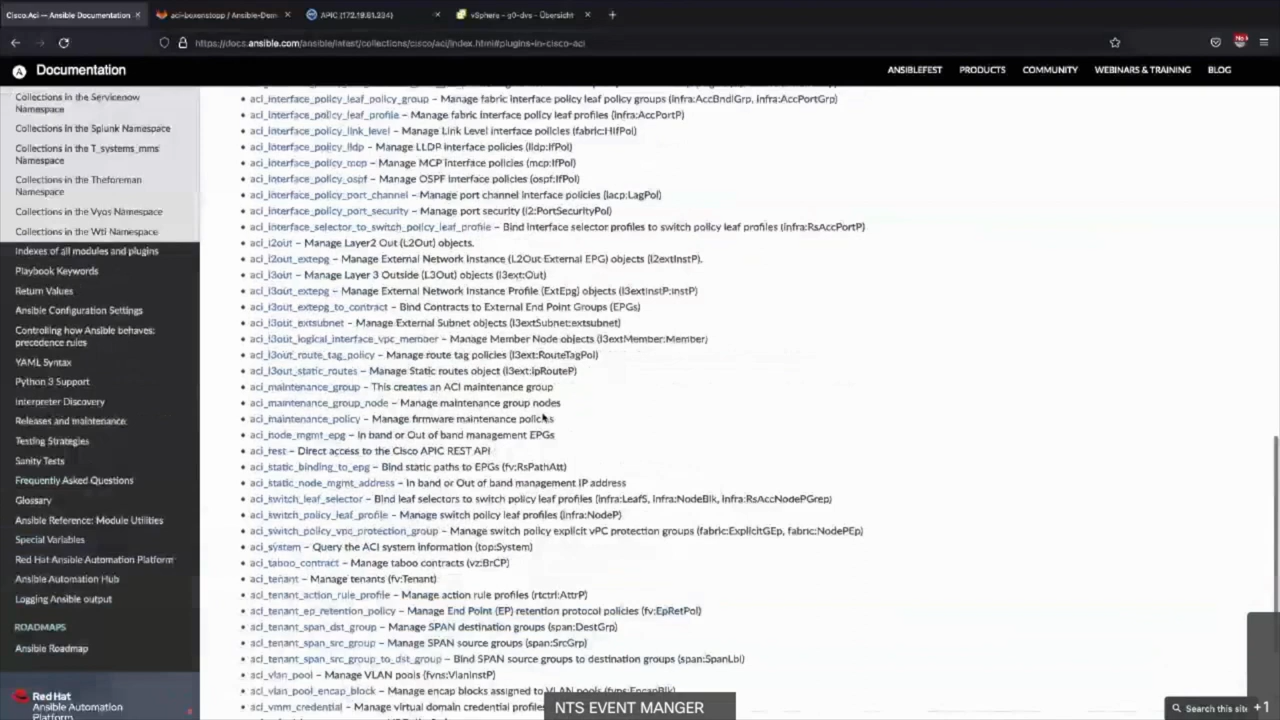 Cisco.Aci — Ansible Documentation
aci-boxenstopp / Ansible-Dem
APIC (172.19.61.234)
vSphere – g0-dvs – Übersicht
https://docs.ansible.com/ansible/latest/collections/cisco/aci/index.html#plugins-in-cisco-aci
Documentation
ANSIBLEFEST
PRODUCTS
COMMUNITY
WEBINARS & TRAINING
BLOG
Collections in the Servicenow
Namespace
Collections in the Splunk Namespace
Collections in the T_systems_mms
Namespace
Collections in the Theforeman
Namespace
Collections in the Vyos Namespace
Collections in the Wti Namespace
Indexes of all modules and plugins
Playbook Keywords
Return Values
Ansible Configuration Settings
Controlling how Ansible behaves:
precedence rules
YAML Syntax
Python 3 Support
Interpreter Discovery
Releases and maintenance
Testing Strategies
Sanity Tests
Frequently Asked Questions
Glossary
Ansible Reference: Module Utilities
Special Variables
Red Hat Ansible Automation Platform
Ansible Automation Hub
Logging Ansible output
ROADMAPS
Ansible Roadmap
Red Hat
Ansible Automation
Platform
aci_interface_policy_leaf_policy_group – Manage fabric interface policy leaf policy groups (infra:AccBndlGrp, infra:AccPortGrp)
aci_interface_policy_leaf_profile – Manage fabric interface policy leaf profiles (infra:AccPortP)
aci_interface_policy_link_level – Manage Link Level interface policies (fabric:HIfPol)
aci_interface_policy_lldp – Manage LLDP interface policies (lldp:IfPol)
aci_interface_policy_mcp – Manage MCP interface policies (mcp:IfPol)
aci_interface_policy_ospf – Manage OSPF interface policies (ospf:IfPol)
aci_interface_policy_port_channel – Manage port channel interface policies (lacp:LagPol)
aci_interface_policy_port_security – Manage port security (l2:PortSecurityPol)
aci_interface_selector_to_switch_policy_leaf_profile – Bind interface selector profiles to switch policy leaf profiles (infra:RsAccPortP)
aci_l2out – Manage Layer2 Out (L2Out) objects.
aci_l2out_extepg – Manage External Network Instance (L2Out External EPG) objects (l2extInstP).
aci_l3out – Manage Layer 3 Outside (L3Out) objects (l3ext:Out)
aci_l3out_extepg – Manage External Network Instance Profile (ExtEpg) objects (l3extInstP:instP)
aci_l3out_extepg_to_contract – Bind Contracts to External End Point Groups (EPGs)
aci_l3out_extsubnet – Manage External Subnet objects (l3extSubnet:extsubnet)
aci_l3out_logical_interface_vpc_member – Manage Member Node objects (l3extMember:Member)
aci_l3out_route_tag_policy – Manage route tag policies (l3ext:RouteTagPol)
aci_l3out_static_routes – Manage Static routes object (l3ext:ipRouteP)
aci_maintenance_group – This creates an ACI maintenance group
aci_maintenance_group_node – Manage maintenance group nodes
aci_maintenance_policy – Manage firmware maintenance policies
aci_node_mgmt_epg – In band or Out of band management EPGs
aci_rest – Direct access to the Cisco APIC REST API
aci_static_binding_to_epg – Bind static paths to EPGs (fv:RsPathAtt)
aci_static_node_mgmt_address – In band or Out of band management IP address
aci_switch_leaf_selector – Bind leaf selectors to switch policy leaf profiles (infra:LeafS, infra:NodeBlk, infra:RsAccNodePGrep)
aci_switch_policy_leaf_profile – Manage switch policy leaf profiles (infra:NodeP)
aci_switch_policy_vpc_protection_group – Manage switch policy explicit vPC protection groups (fabric:ExplicitGEp, fabric:NodePEp)
aci_system – Query the ACI system information (top:System)
aci_taboo_contract – Manage taboo contracts (vz:BrCP)
aci_tenant – Manage tenants (fv:Tenant)
aci_tenant_action_rule_profile – Manage action rule profiles (rtctrl:AttrP)
aci_tenant_ep_retention_policy – Manage End Point (EP) retention protocol policies (fv:EpRetPol)
aci_tenant_span_dst_group – Manage SPAN destination groups (span:DestGrp)
aci_tenant_span_src_group – Manage SPAN source groups (span:SrcGrp)
aci_tenant_span_src_group_to_dst_group – Bind SPAN source groups to destination groups (span:SpanLbl)
aci_vlan_pool – Manage VLAN pools (fvns:VlanInstP)
aci_vlan_pool_encap_block – Manage encap blocks assigned to VLAN pools (fvns:EncapBlk)
aci_vmm_credential – Manage virtual domain credential profiles
NTS EVENT MANGER
Search this site
+1